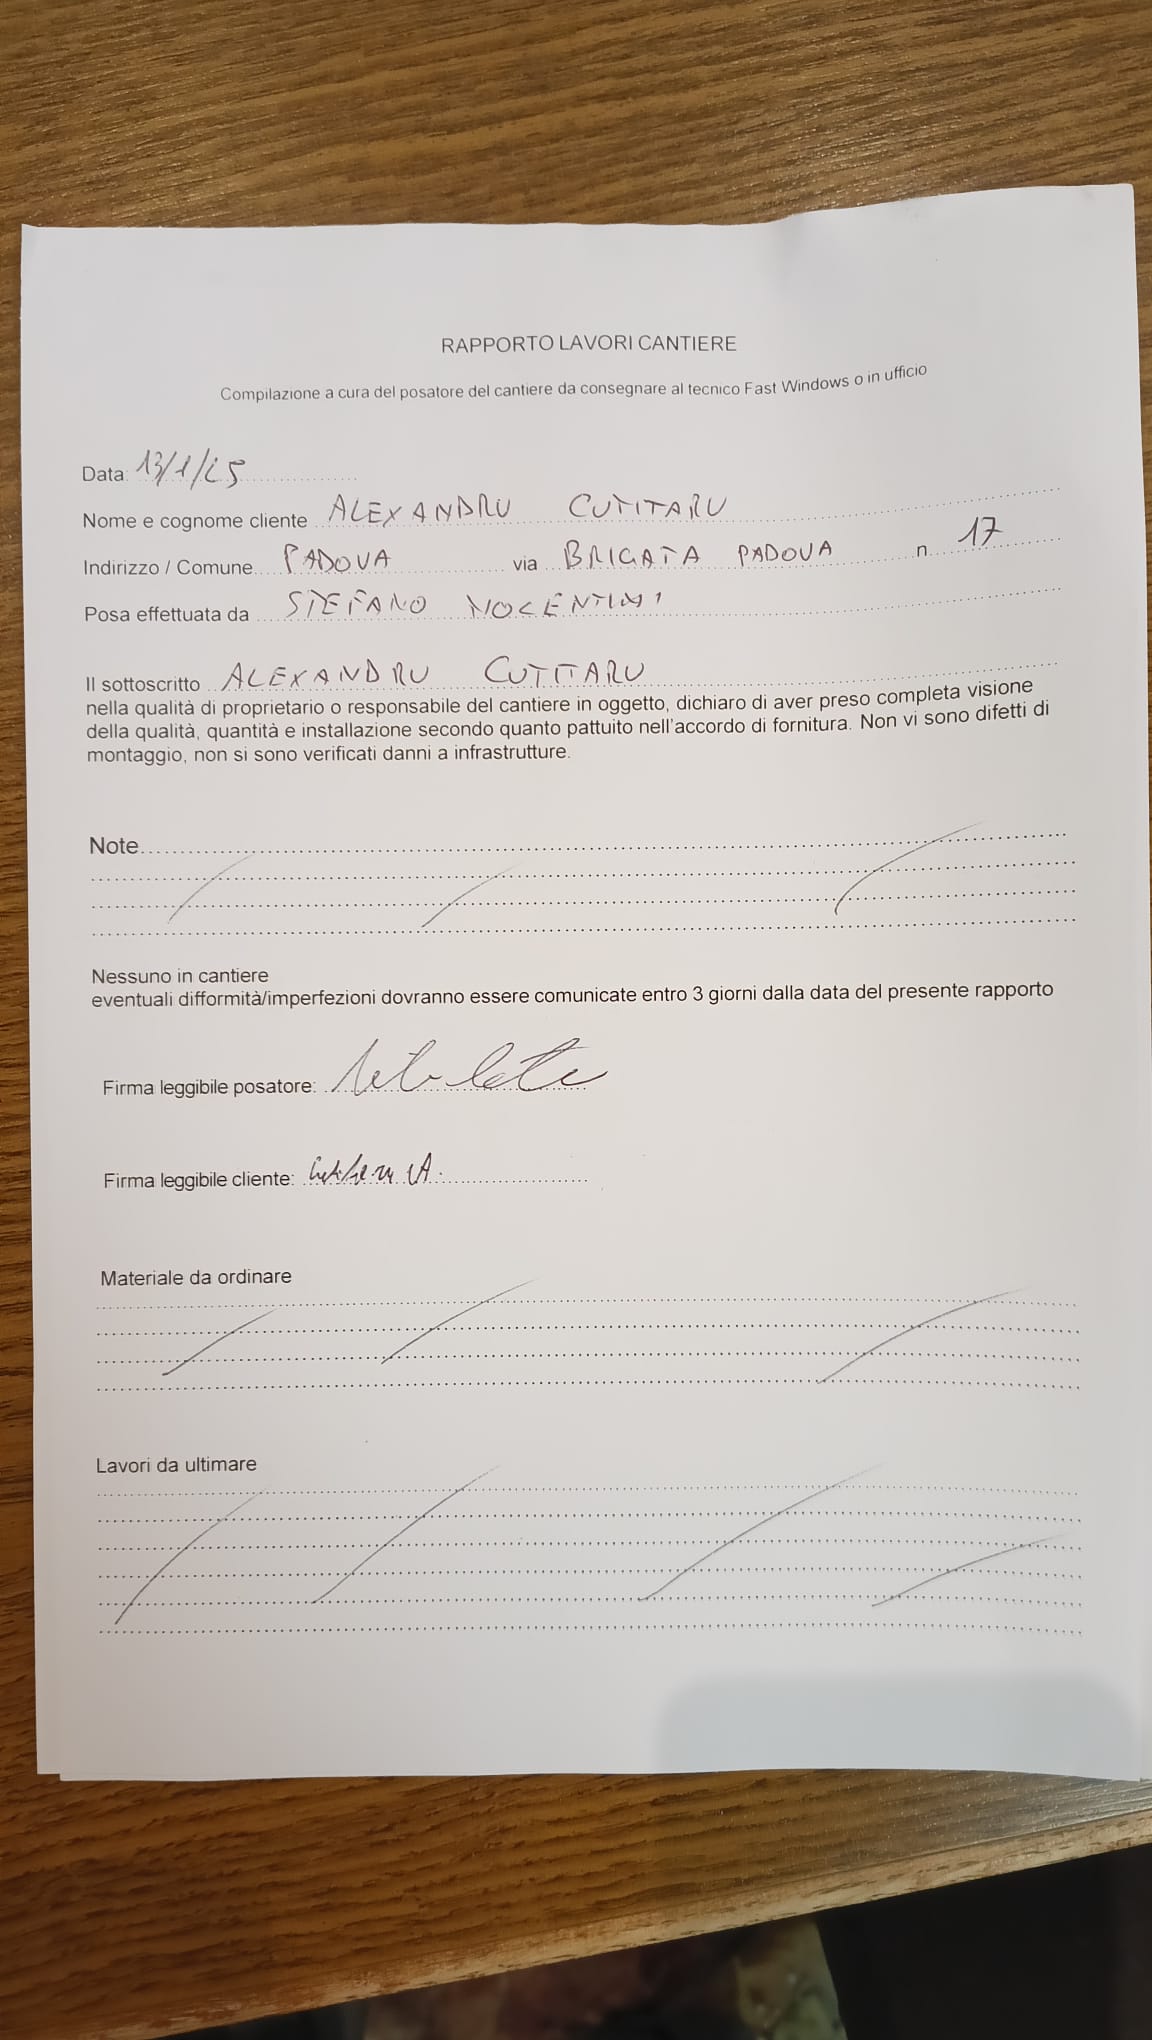 RAPPORTO LAVORI CANTIERE
Compilazione a cura del posatore del cantiere da consegnare al tecnico Fast Windows o in ufficio
Data: 13/1/25
Nome e cognome cliente ALEXANDRU CUTITARU
Indirizzo / Comune PADOVA via BRIGATA PADOVA n. 17
Posa effettuata da STEFANO NOCENTINI
Il sottoscritto ALEXANDRU CUTITARU
nella qualità di proprietario o responsabile del cantiere in oggetto, dichiaro di aver preso completa visione
della qualità, quantità e installazione secondo quanto pattuito nell'accordo di fornitura. Non vi sono difetti di
montaggio, non si sono verificati danni a infrastrutture.
Note
Nessuno in cantiere
eventuali difformità/imperfezioni dovranno essere comunicate entro 3 giorni dalla data del presente rapporto
Firma leggibile posatore:
Firma leggibile cliente:
Materiale da ordinare
Lavori da ultimare